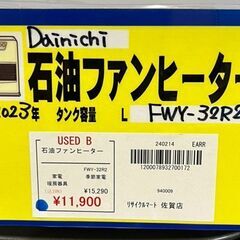 Dainichi
石油ファンヒーター
2023年 タンク容量 L FWY-32R2
USED B
石油ファンヒーター
FWY-32R2
家電 季節家電
暖房器具
¥15,290
¥11,900
240214 EARR
1200078932700172
940009
リサイクルマート 佐賀店